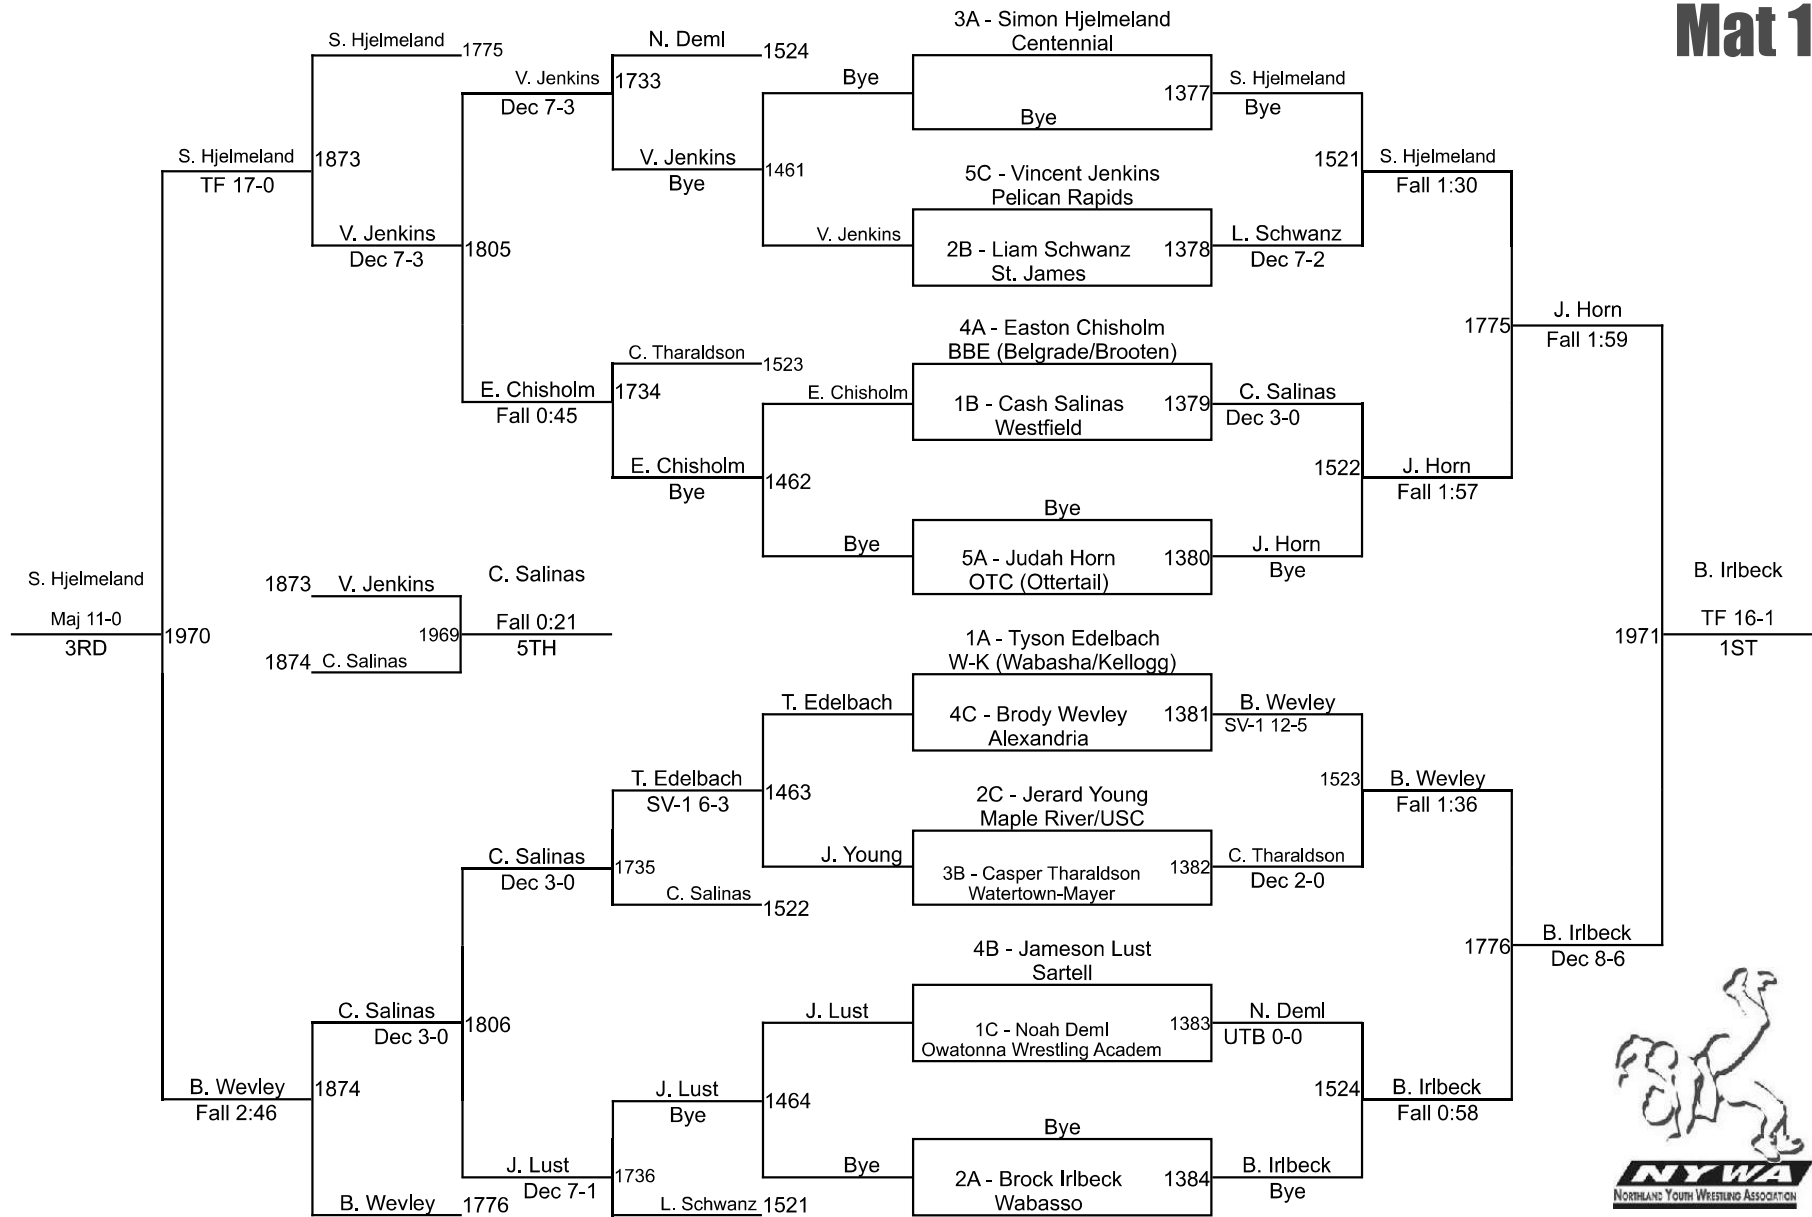 Mat 1
3A - Simon Hjelmeland
Centennial
S. Hjelmeland
1775
N. Deml
1524
V. Jenkins
1733
Dec 7-3
Bye
1377
S. Hjelmeland
Bye
Bye
S. Hjelmeland
1873
TF 17-0
V. Jenkins
1461
Bye
5C - Vincent Jenkins
Pelican Rapids
1521
S. Hjelmeland
Fall 1:30
V. Jenkins
1805
Dec 7-3
V. Jenkins
2B - Liam Schwanz
1378
St. James
L. Schwanz
Dec 7-2
4A - Easton Chisholm
BBE (Belgrade/Brooten)
1775
J. Horn
Fall 1:59
C. Tharaldson
1523
E. Chisholm
1734
Fall 0:45
E. Chisholm
1B - Cash Salinas
1379
Westfield
C. Salinas
Dec 3-0
E. Chisholm
1462
Bye
1522
J. Horn
Fall 1:57
Bye
Bye
5A - Judah Horn
1380
OTC (Ottertail)
J. Horn
Bye
S. Hjelmeland
Maj 11-0
3RD
1970
1873
V. Jenkins
1874
C. Salinas
1969
C. Salinas
Fall 0:21
5TH
B. Irlbeck
1971
TF 16-1
1ST
1A - Tyson Edelbach
W-K (Wabasha/Kellogg)
T. Edelbach
4C - Brody Wevley
1381
Alexandria
B. Wevley
SV-1 12-5
T. Edelbach
1463
SV-1 6-3
2C - Jerard Young
Maple River/USC
1523
B. Wevley
Fall 1:36
C. Salinas
1735
Dec 3-0
J. Young
3B - Casper Tharaldson
1382
Watertown-Mayer
C. Tharaldson
Dec 2-0
C. Salinas
1522
4B - Jameson Lust
Sartell
1776
B. Irlbeck
Dec 8-6
C. Salinas
1806
Dec 3-0
J. Lust
1C - Noah Deml
1383
Owatonna Wrestling Academ
N. Deml
UTB 0-0
B. Wevley
1874
Fall 2:46
J. Lust
1464
Bye
1524
B. Irlbeck
Fall 0:58
Bye
J. Lust
1736
Dec 7-1
Bye
2A - Brock Irlbeck
1384
Wabasso
B. Irlbeck
Bye
B. Wevley
1776
L. Schwanz
1521
NYWA
NORTHLAND YOUTH WRESTLING ASSOCIATION